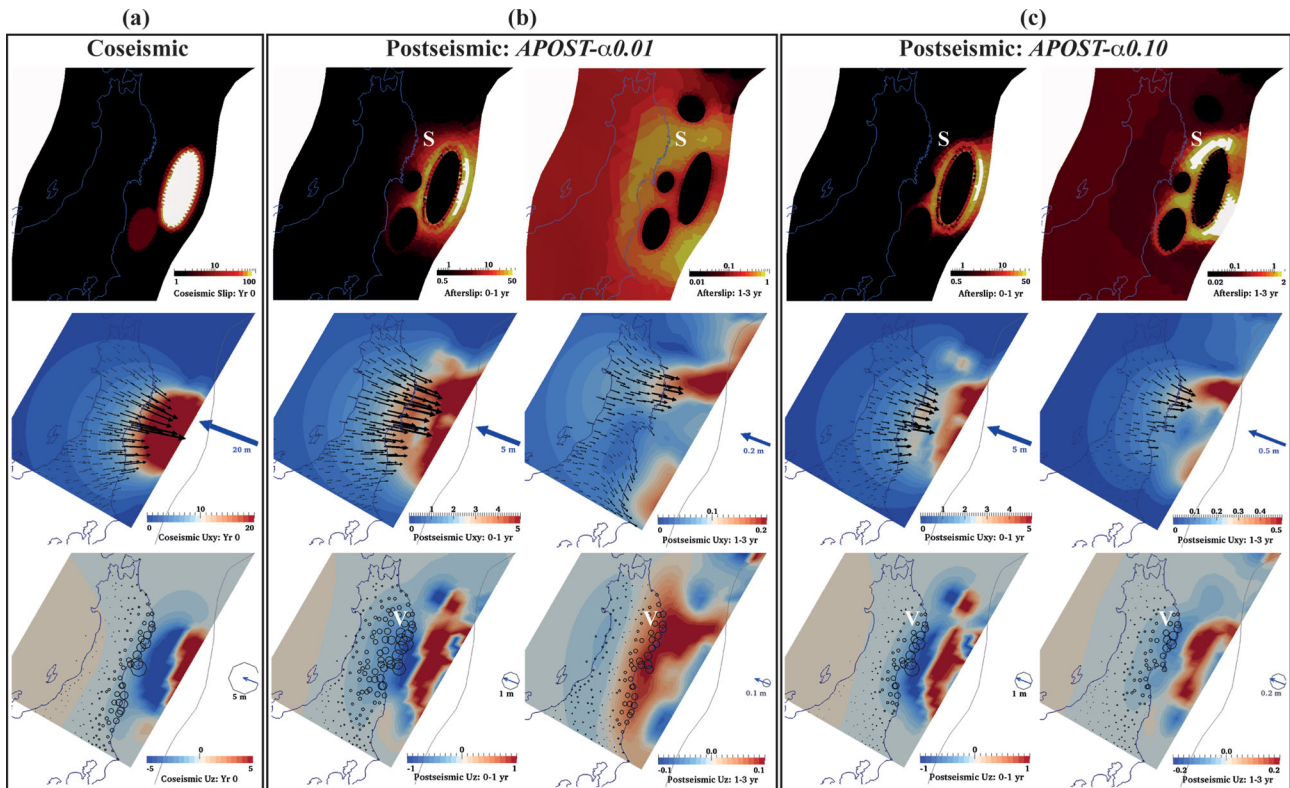 (a)
(b)
(c)
Coseismic
Postseismic: APOST-α0.01
Postseismic: APOST-α0.10
S
S
S
S
10
1 100
Coseismic Slip: Yr 0
1 10
0.5 50
Afterslip: 0-1 yr
0.1
0.01 1
Afterslip: 1-3 yr
1 10
0.5 50
Afterslip: 0-1 yr
0.1 1
0.02 2
Afterslip: 1-3 yr
20 m
5 m
0.2 m
5 m
0.5 m
10
0 20
Coseismic Uxy: Yr 0
1 2 3 4
0 5
Postseismic Uxy: 0-1 yr
0.1
0 0.2
Postseismic Uxy: 1-3 yr
1 2 3 4
0 5
Postseismic Uxy: 0-1 yr
0.1 0.2 0.3 0.4
0 0.5
Postseismic Uxy: 1-3 yr
V
V
V
V
5 m
1 m
0.1 m
1 m
0.2 m
0
-5 5
Coseismic Uz: Yr 0
0
-1 1
Postseismic Uz: 0-1 yr
0.0
-0.1 0.1
Postseismic Uz: 1-3 yr
0
-1 1
Postseismic Uz: 0-1 yr
0.0
-0.2 0.2
Postseismic Uz: 1-3 yr